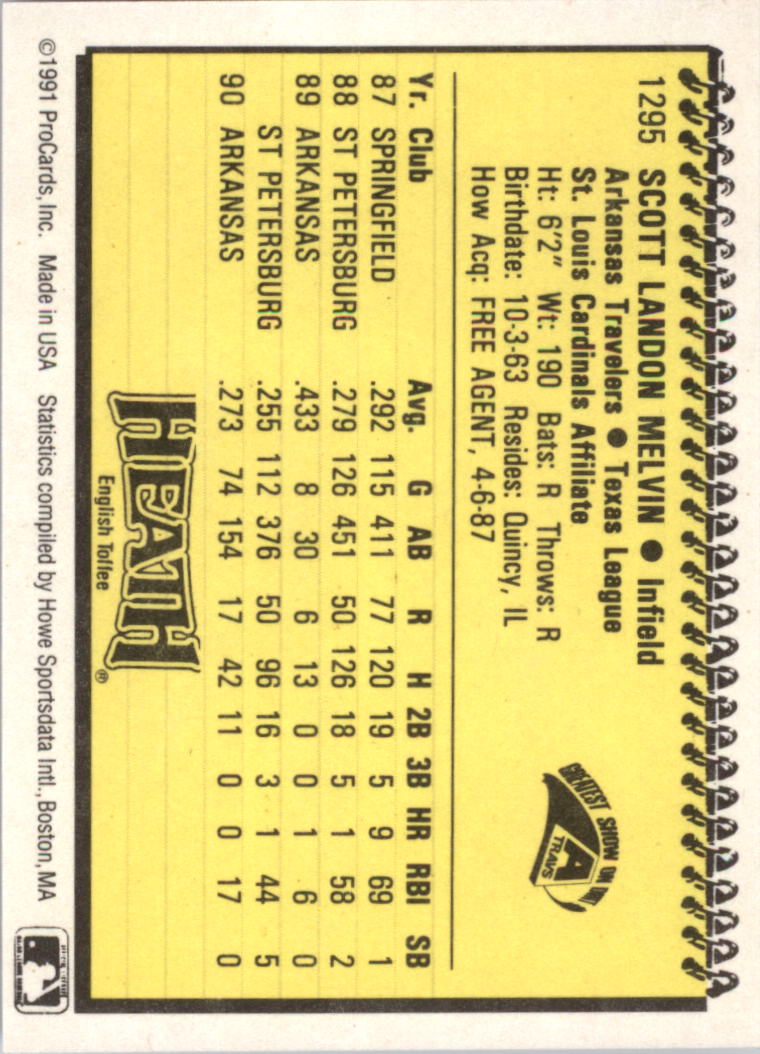 1295 SCOTT LANDON MELVIN ● Infield
Arkansas Travelers ● Texas League
St. Louis Cardinals Affiliate
Ht: 6'2" Wt: 190 Bats: R Throws: R
Birthdate: 10-3-63 Resides: Quincy, IL
How Acq: FREE AGENT, 4-6-87
GREATEST SHOW ON DIRT
A
TRAVS
Yr. Club Avg. G AB R H 2B 3B HR RBI SB
87 SPRINGFIELD .292 115 411 77 120 19 5 9 69 1
88 ST PETERSBURG .279 126 451 50 126 18 5 1 58 2
89 ARKANSAS .433 8 30 6 13 0 0 1 6 0
ST PETERSBURG .255 112 376 50 96 16 3 1 44 5
90 ARKANSAS .273 74 154 17 42 11 0 0 17 0
HEATH
English Toffee ®
©1991 ProCards, Inc. Made in USA Statistics compiled by Howe Sportsdata Intl., Boston, MA